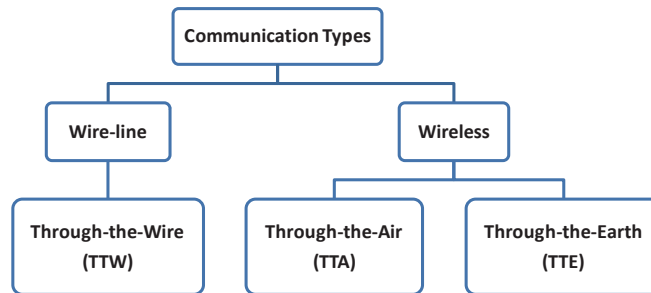 Communication Types
Wire-line
Wireless
Through-the-Wire
(TTW)
Through-the-Air
(TTA)
Through-the-Earth
(TTE)